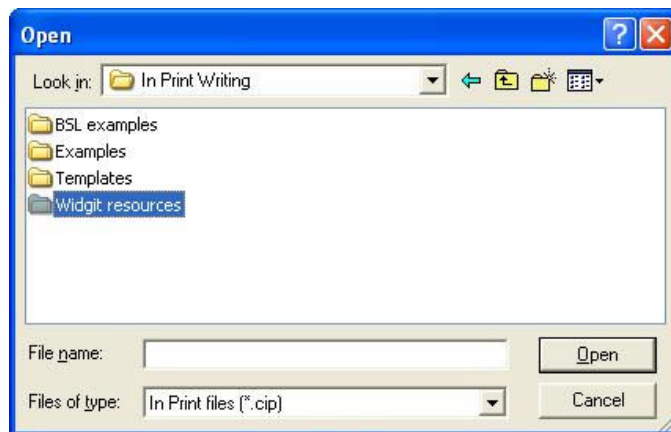 Open
Look in: In Print Writing
BSL examples
Examples
Templates
Widgit resources
File name: Open
Files of type: In Print files (*.cip) Cancel